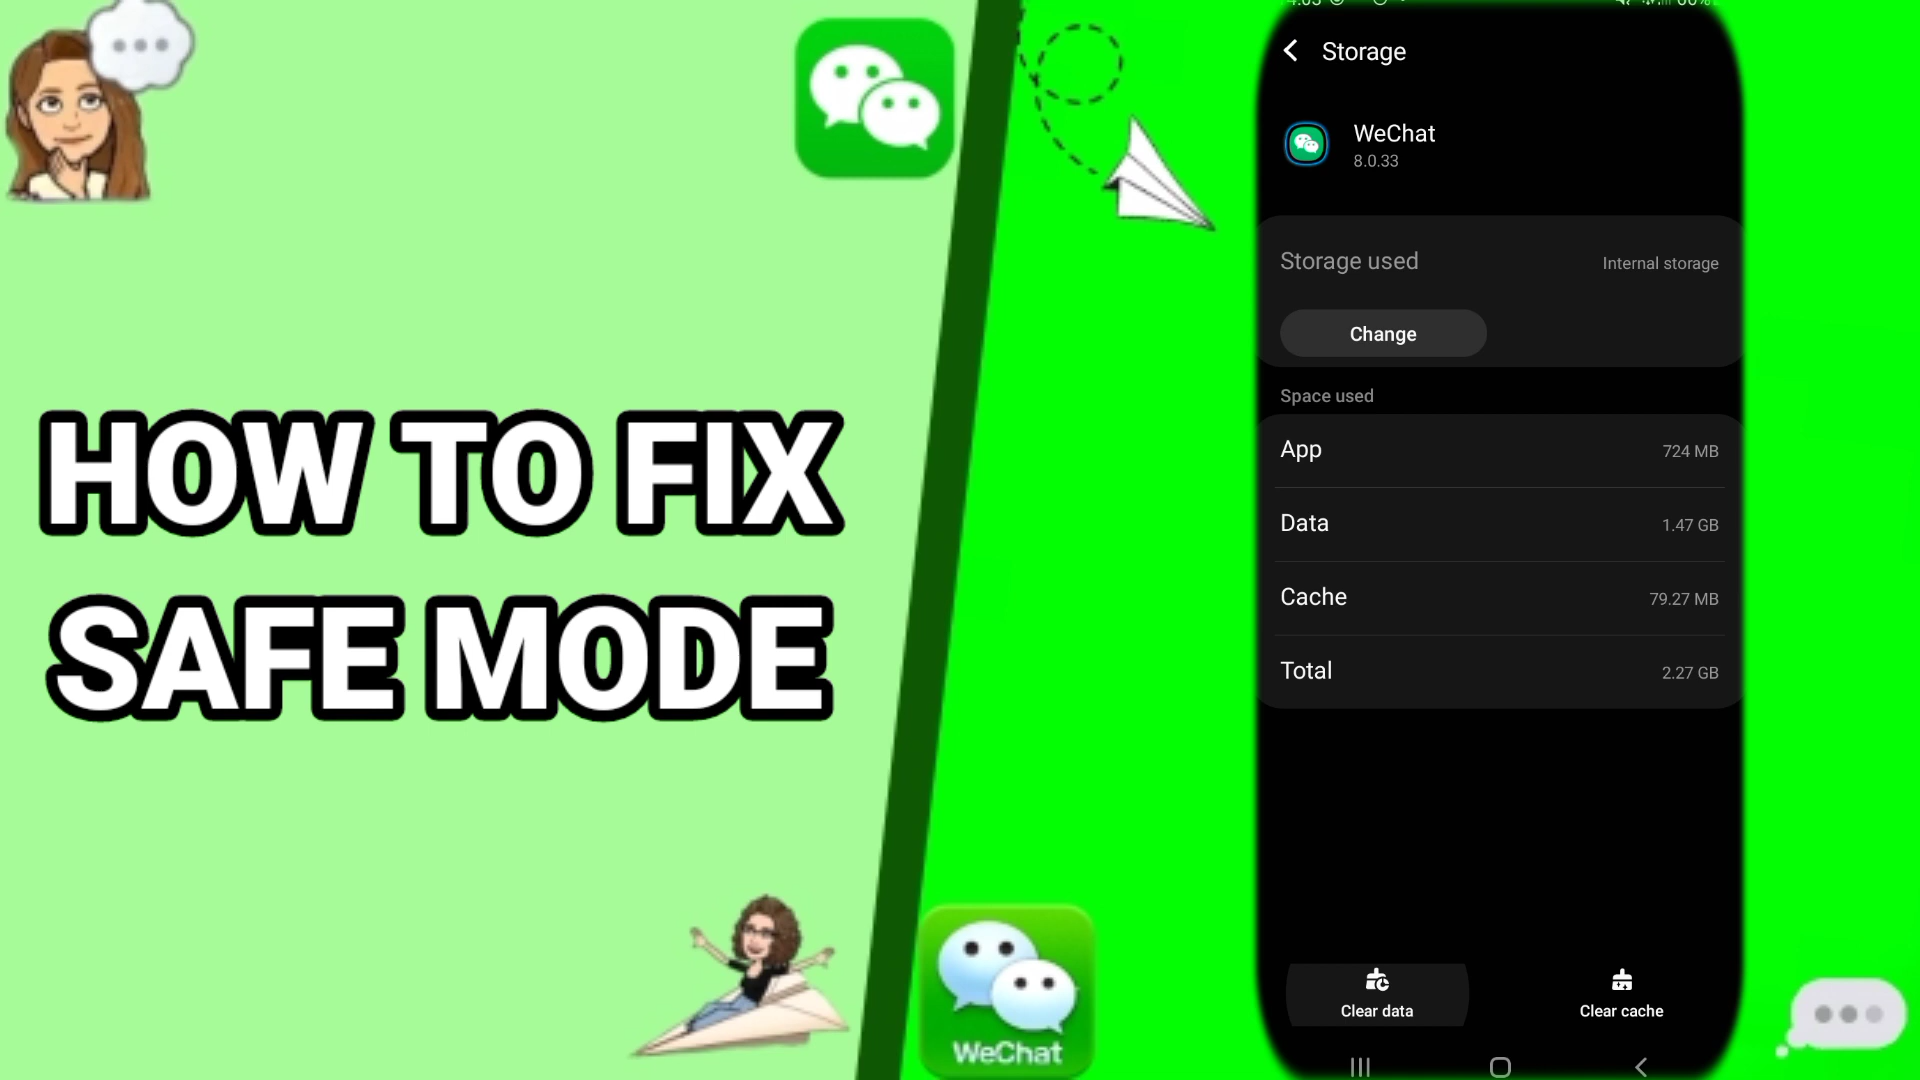 HOW TO FIX
SAFE MODE
WeChat
Storage
WeChat
8.0.33
Storage used
Internal storage
Change
Space used
App
724 MB
Data
1.47 GB
Cache
79.27 MB
Total
2.27 GB
Clear data
Clear cache